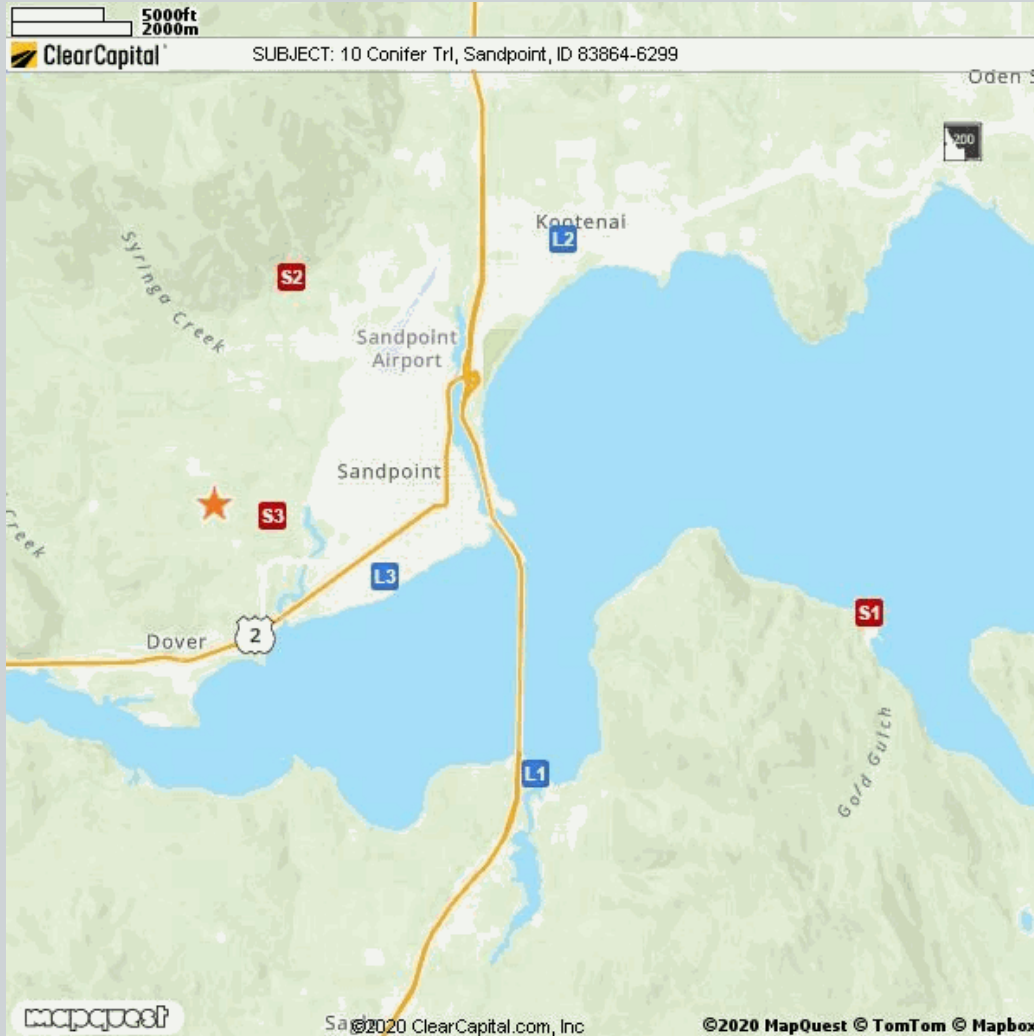 5000ft
2000m
ClearCapital
SUBJECT: 10 Conifer Trl, Sandpoint, ID 83864-6299
Oden S
200
Kootenai
L2
Syringa Creek
S2
Sandpoint
Airport
Sandpoint
S3
Creek
L3
S1
Dover
2
Gold Gulch
L1
mapquest
©2020 ClearCapital.com, Inc
©2020 MapQuest © TomTom © Mapbox